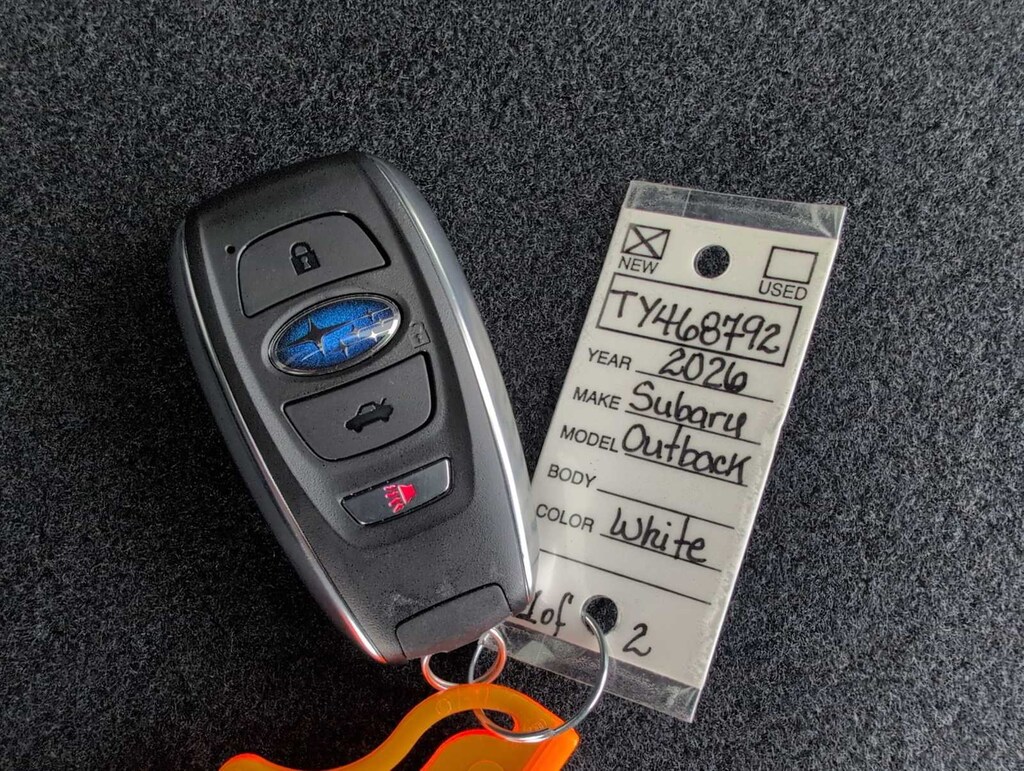 NEW
USED
TY468792
YEAR 2026
MAKE Subaru
MODEL Outback
BODY
COLOR White
1 of 2